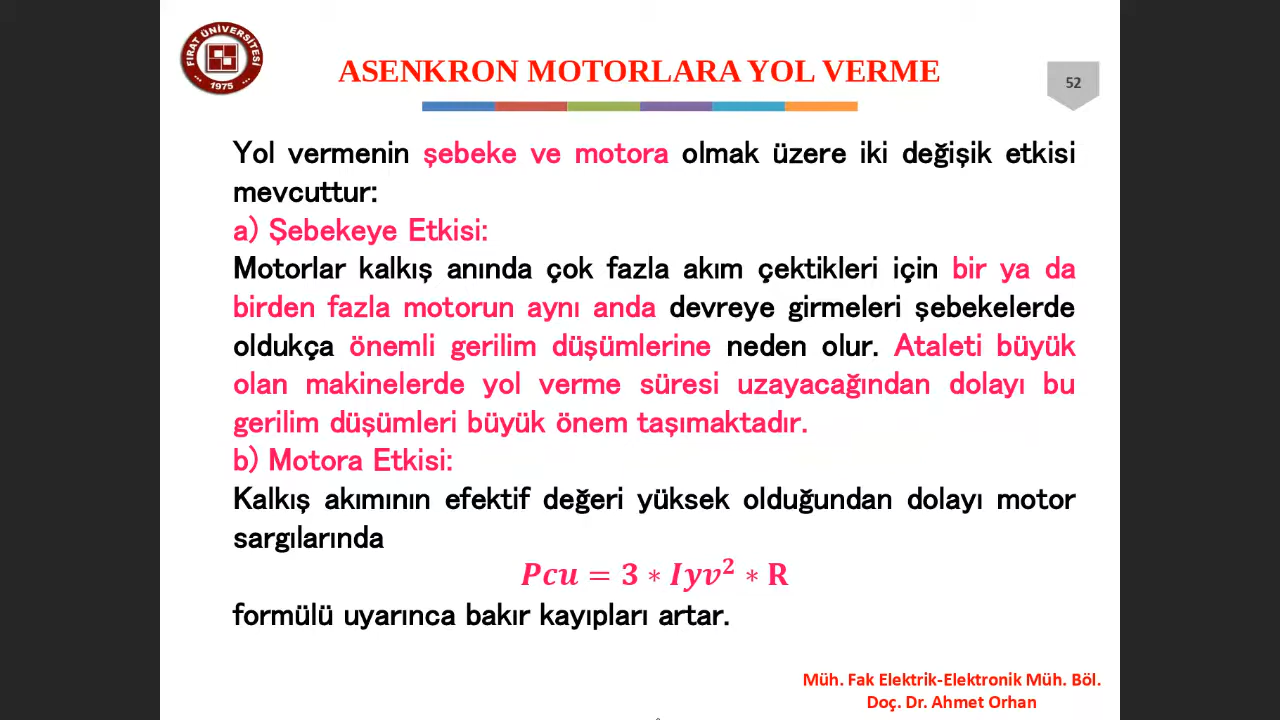 FIRAT ÜNİVERSİTESİ
1975
ASENKRON MOTORLARA YOL VERME
52
Yol vermenin şebeke ve motora olmak üzere iki değişik etkisi
mevcuttur:
a) Şebekeye Etkisi:
Motorlar kalkış anında çok fazla akım çektikleri için bir ya da
birden fazla motorun aynı anda devreye girmeleri şebekelerde
oldukça önemli gerilim düşümlerine neden olur. Ataleti büyük
olan makinelerde yol verme süresi uzayacağından dolayı bu
gerilim düşümleri büyük önem taşımaktadır.
b) Motora Etkisi:
Kalkış akımının efektif değeri yüksek olduğundan dolayı motor
sargılarında
Pcu = 3 * Iyv² * R
formülü uyarınca bakır kayıpları artar.
Müh. Fak Elektrik-Elektronik Müh. Böl.
Doç. Dr. Ahmet Orhan